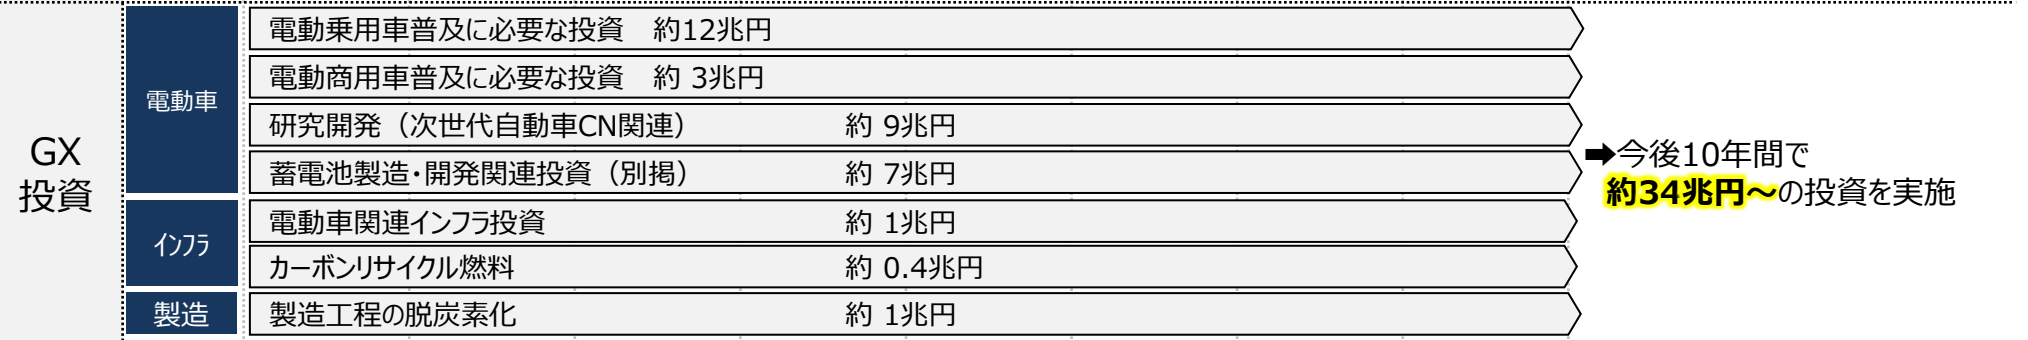 GX
投資
電動車
電動乗用車普及に必要な投資　約12兆円
電動商用車普及に必要な投資　約 3兆円
研究開発（次世代自動車CN関連）　約 9兆円
蓄電池製造・開発関連投資（別掲）　約 7兆円
インフラ
電動車関連インフラ投資　約 1兆円
カーボンリサイクル燃料　約 0.4兆円
製造
製造工程の脱炭素化　約 1兆円
➡今後10年間で
約34兆円～の投資を実施